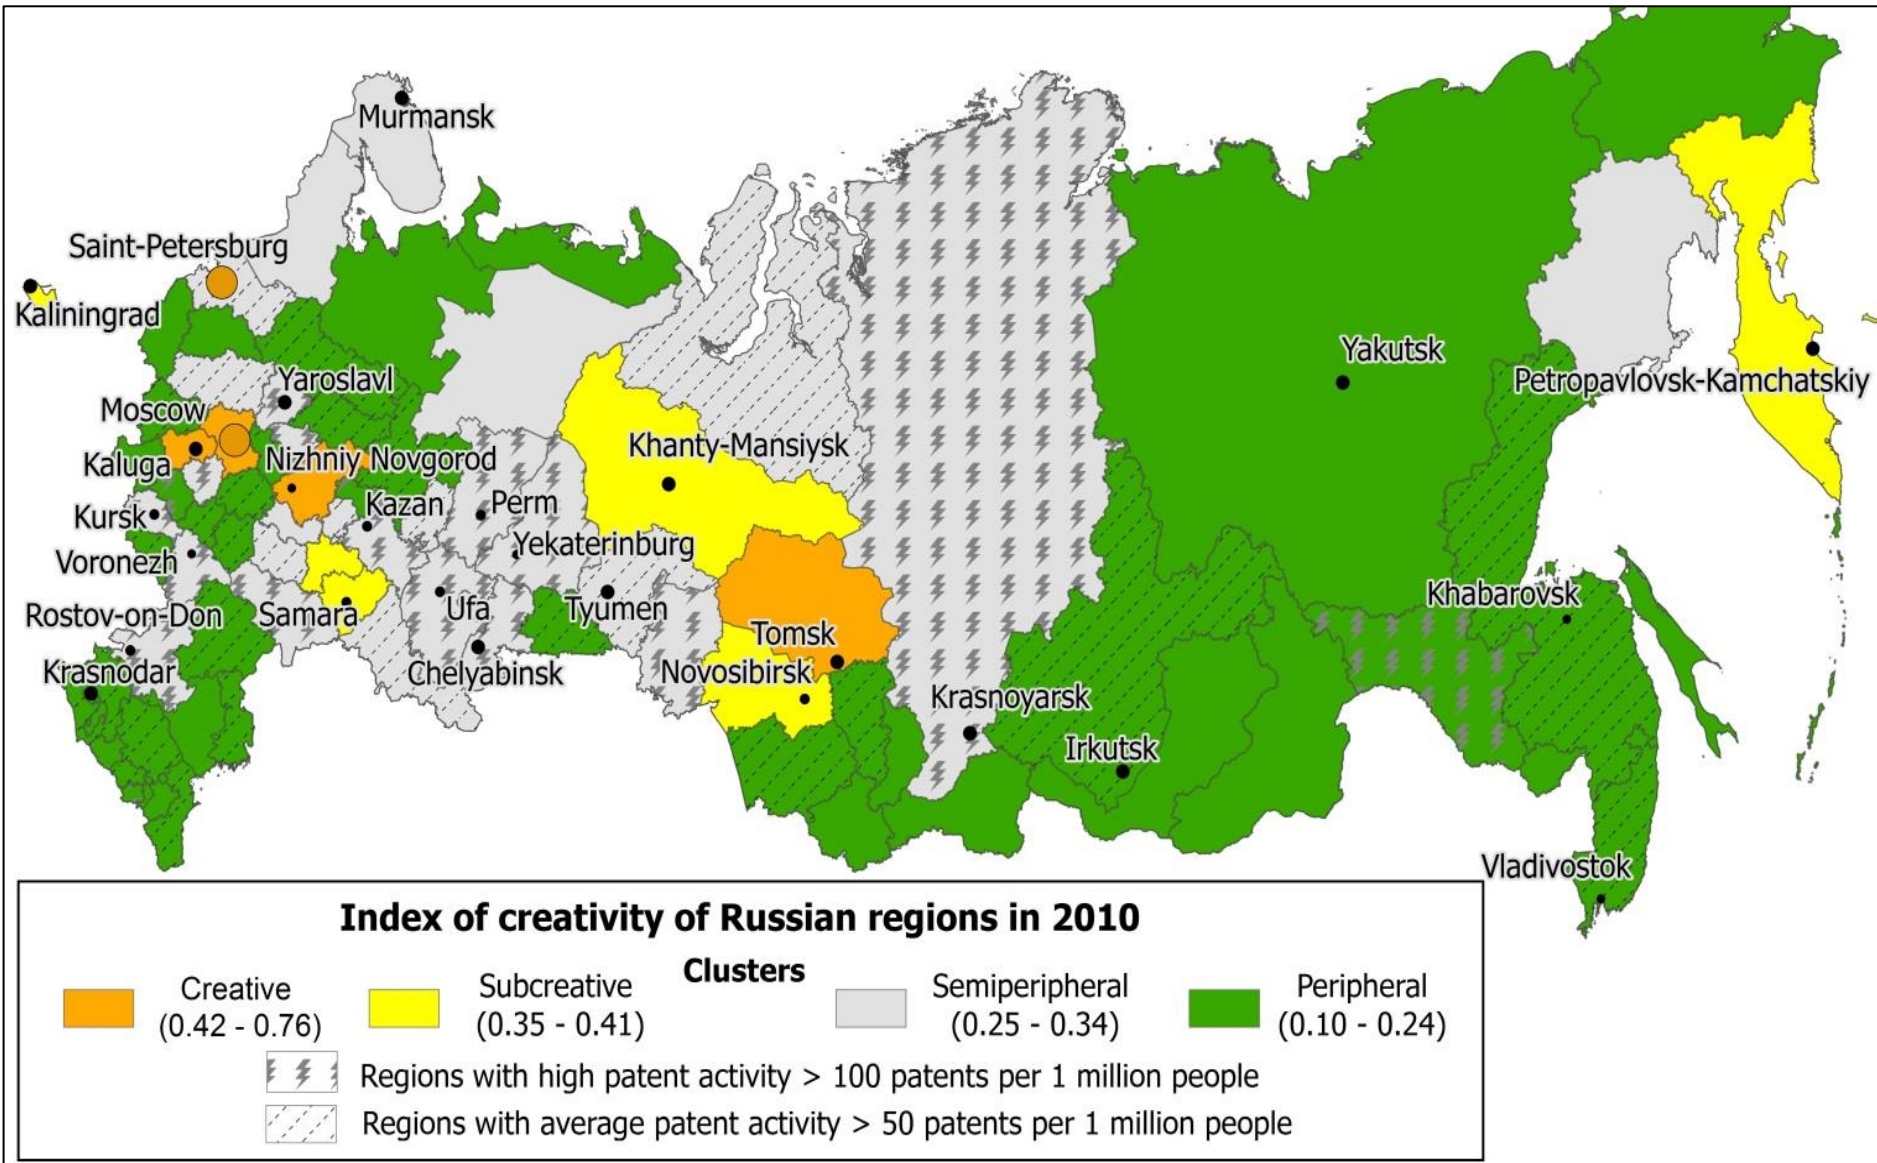 Murmansk
Saint-Petersburg
Kaliningrad
Yaroslavl
Moscow
Kaluga
Nizhniy Novgorod
Kursk
Kazan
Perm
Voronezh
Yekaterinburg
Khanty-Mansiysk
Yakutsk
Petropavlovsk-Kamchatskiy
Rostov-on-Don
Samara
Ufa
Tyumen
Khabarovsk
Krasnodar
Chelyabinsk
Tomsk
Novosibirsk
Krasnoyarsk
Irkutsk
Vladivostok
Index of creativity of Russian regions in 2010
Clusters
Creative
(0.42 - 0.76)
Subcreative
(0.35 - 0.41)
Semiperipheral
(0.25 - 0.34)
Peripheral
(0.10 - 0.24)
Regions with high patent activity > 100 patents per 1 million people
Regions with average patent activity > 50 patents per 1 million people